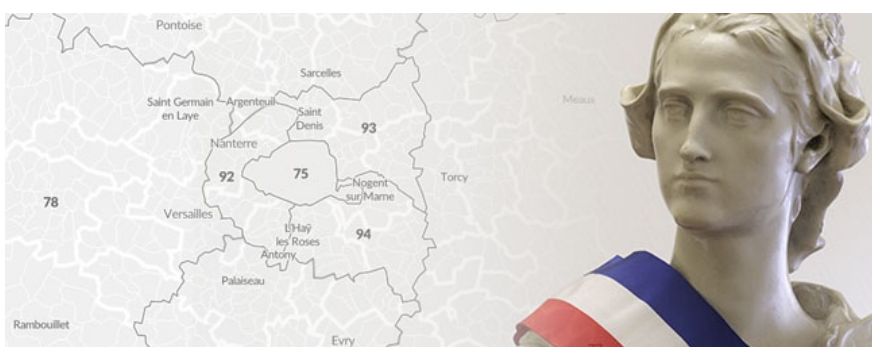 Pontoise
Sarcelles
Saint Germain
en Laye
Argenteuil
Saint
Denis
93
Meaux
Nanterre
92
75
Nogent
sur Marne
Torcy
78
Versailles
L'Haÿ
les Roses
94
Antony
Palaiseau
Rambouillet
Evry